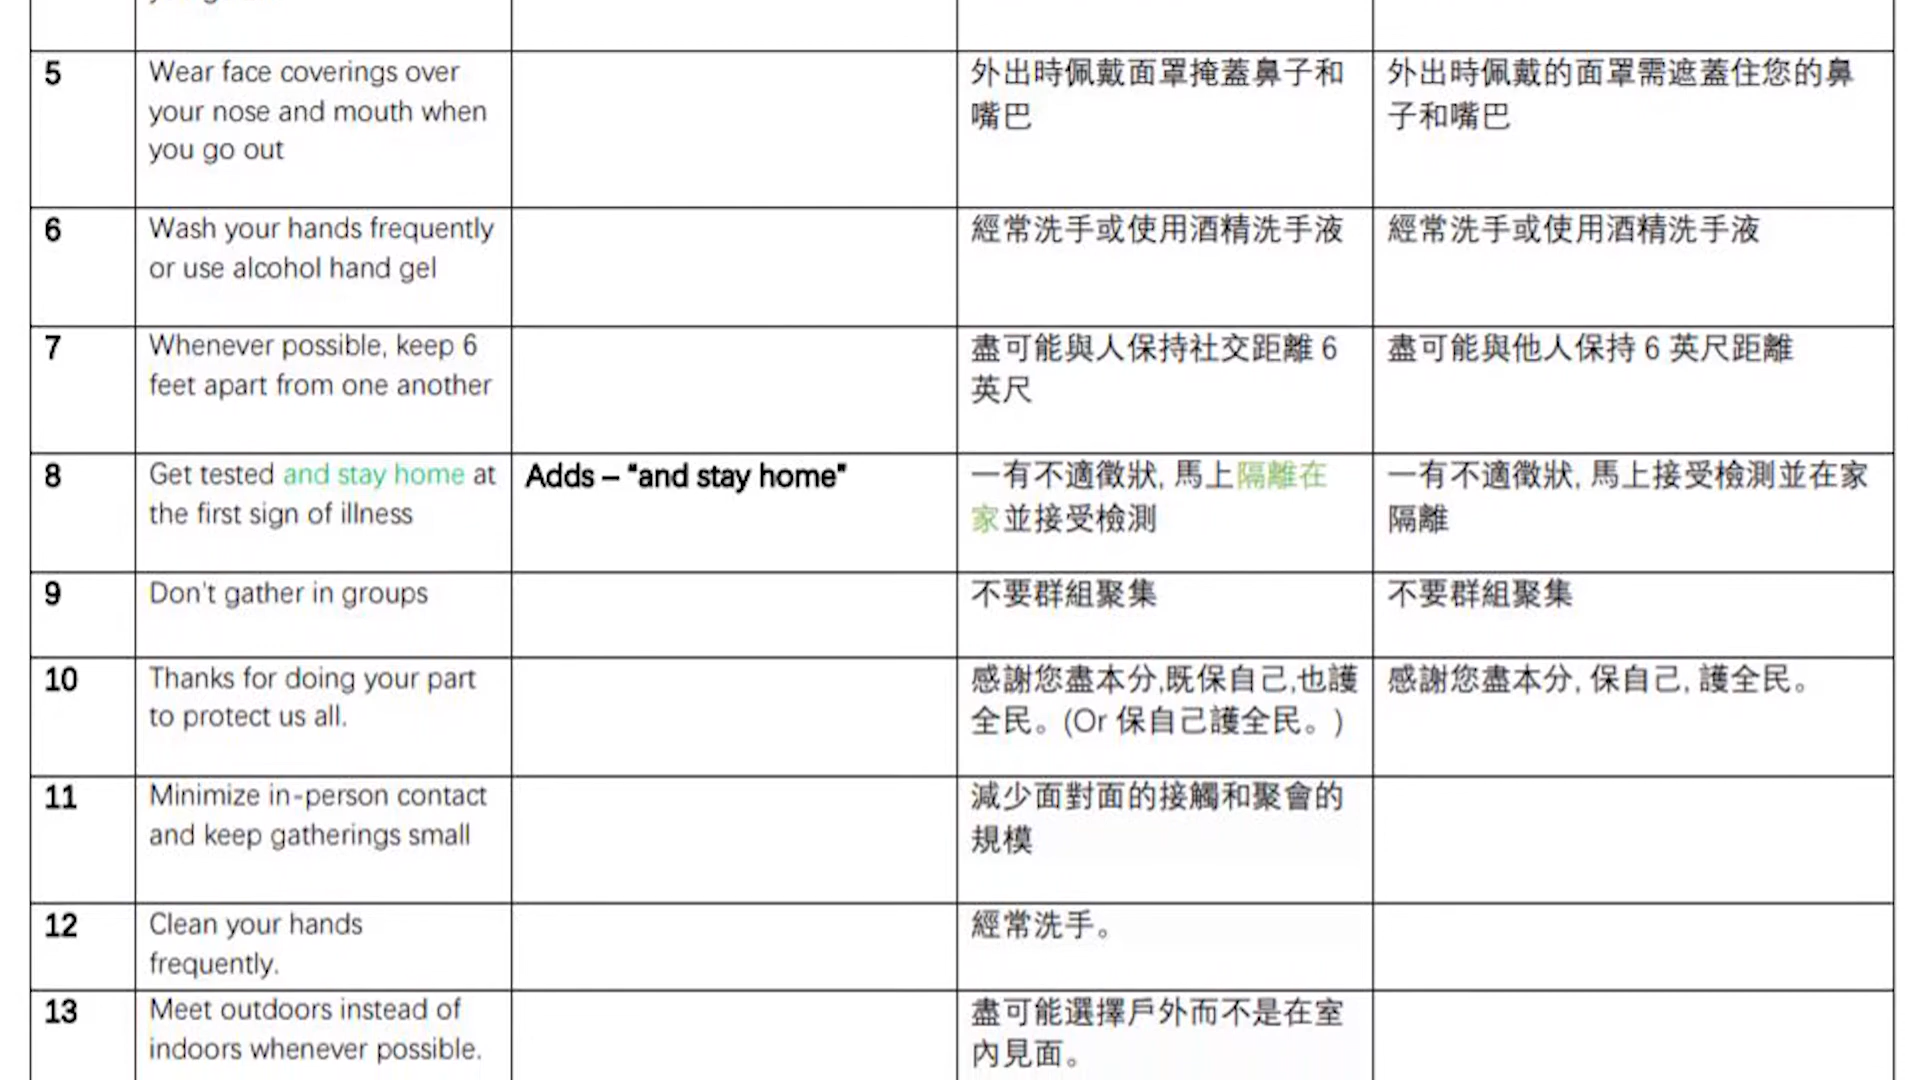 5
Wear face coverings over
your nose and mouth when
you go out
外出時佩戴面罩掩蓋鼻子和
嘴巴
外出時佩戴的面罩需遮蓋住您的鼻
子和嘴巴
6
Wash your hands frequently
or use alcohol hand gel
經常洗手或使用酒精洗手液
經常洗手或使用酒精洗手液
7
Whenever possible, keep 6
feet apart from one another
盡可能與人保持社交距離 6
英尺
盡可能與他人保持 6 英尺距離
8
Get tested and stay home at
the first sign of illness
Adds – "and stay home"
一有不適徵狀, 馬上隔離在
家並接受檢測
一有不適徵狀, 馬上接受檢測並在家
隔離
9
Don't gather in groups
不要群組聚集
不要群組聚集
10
Thanks for doing your part
to protect us all.
感謝您盡本分,既保自己,也護
全民。(Or 保自己護全民。)
感謝您盡本分, 保自己, 護全民。
11
Minimize in-person contact
and keep gatherings small
減少面對面的接觸和聚會的
規模
12
Clean your hands
frequently.
經常洗手。
13
Meet outdoors instead of
indoors whenever possible.
盡可能選擇戶外而不是在室
內見面。